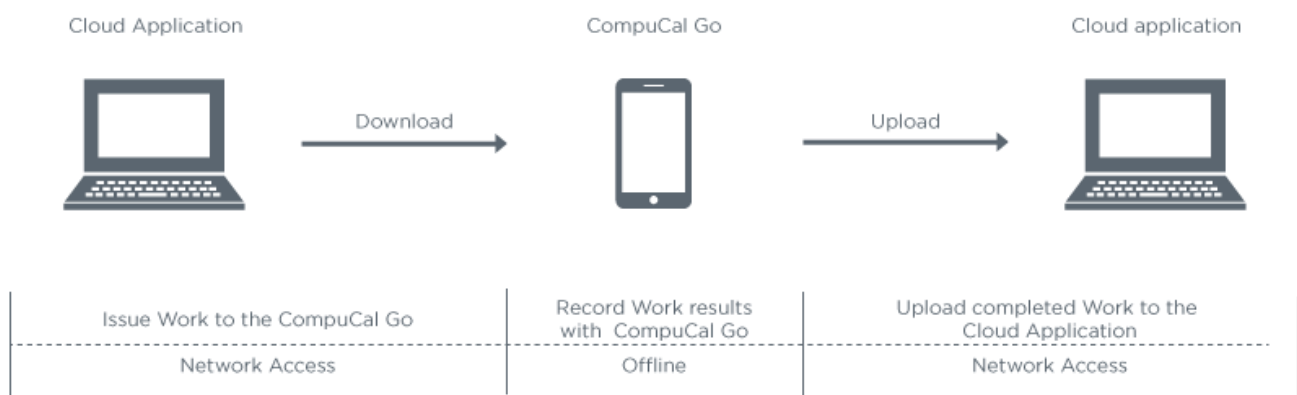 Cloud Application
CompuCal Go
Cloud application
Download
Upload
Issue Work to the CompuCal Go
Record Work results
with CompuCal Go
Upload completed Work to the
Cloud Application
Network Access
Offline
Network Access